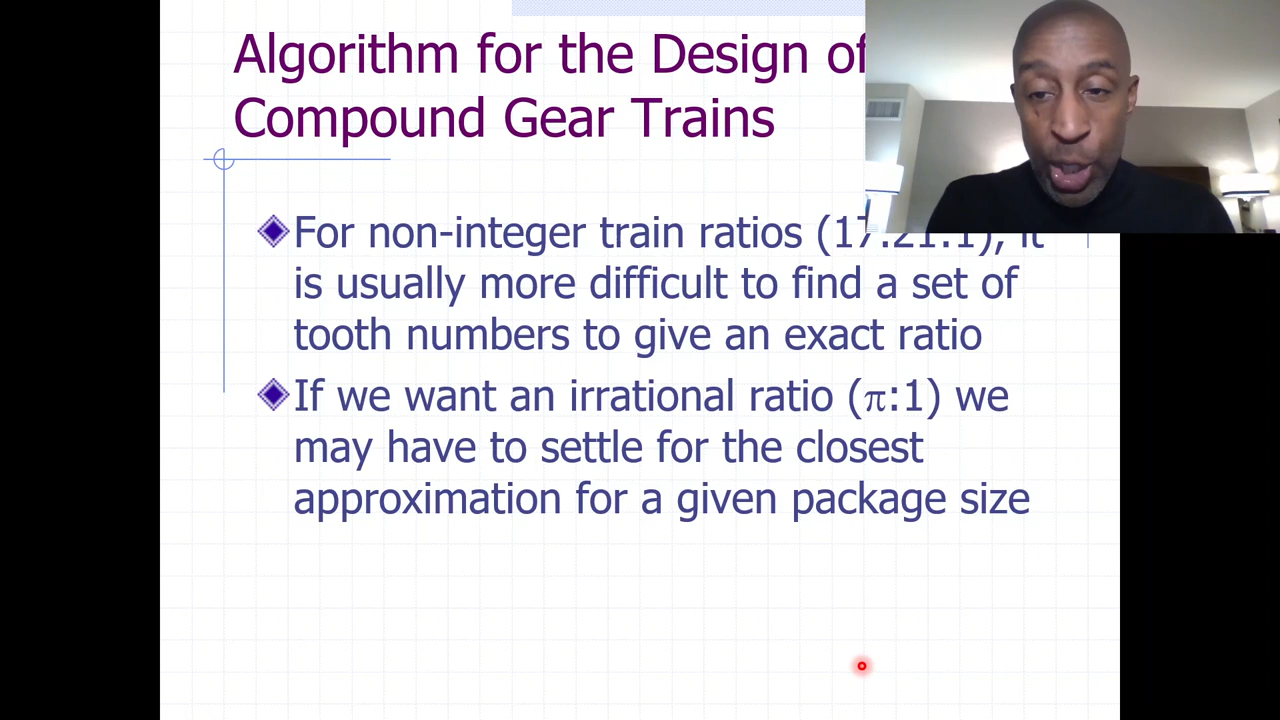 Algorithm for the Design of
Compound Gear Trains
For non-integer train ratios (17.21:1), it
is usually more difficult to find a set of
tooth numbers to give an exact ratio
If we want an irrational ratio (π:1) we
may have to settle for the closest
approximation for a given package size